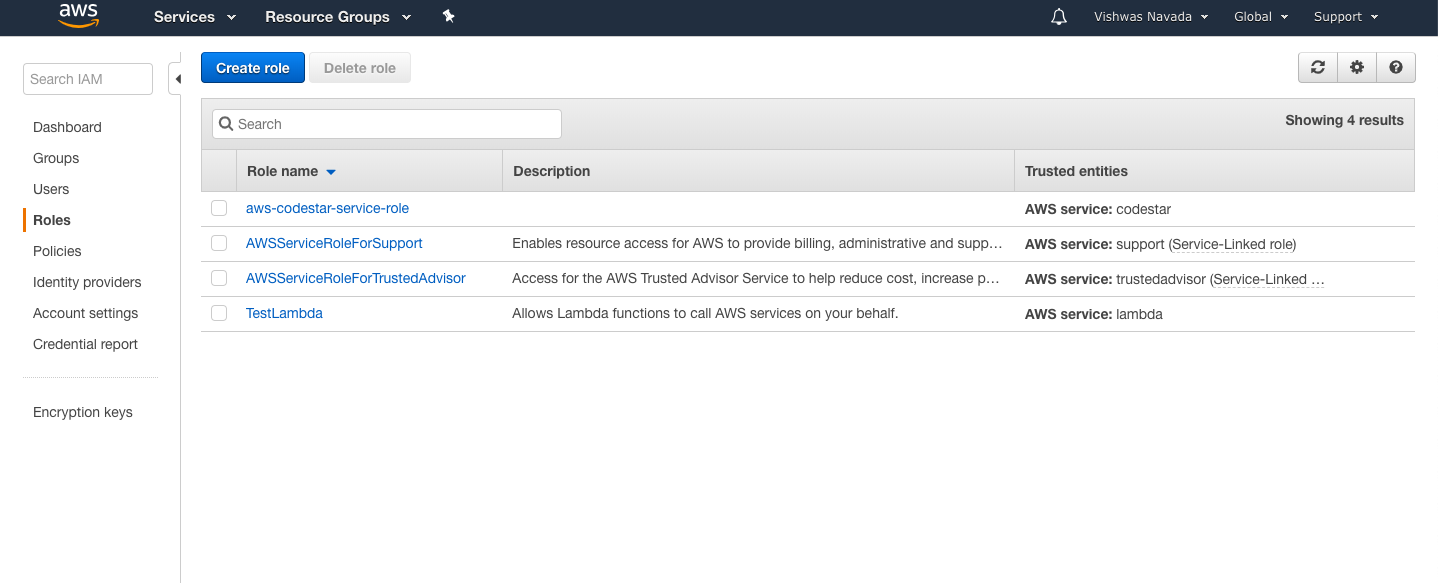 aws Services Resource Groups Vishwas Navada Global Support
Search IAM
Dashboard
Groups
Users
Roles
Policies
Identity providers
Account settings
Credential report
Encryption keys
Create role Delete role
Search Showing 4 results
Role name Description Trusted entities
aws-codestar-service-role AWS service: codestar
AWSServiceRoleForSupport Enables resource access for AWS to provide billing, administrative and supp… AWS service: support (Service-Linked role)
AWSServiceRoleForTrustedAdvisor Access for the AWS Trusted Advisor Service to help reduce cost, increase p… AWS service: trustedadvisor (Service-Linked …
TestLambda Allows Lambda functions to call AWS services on your behalf. AWS service: lambda